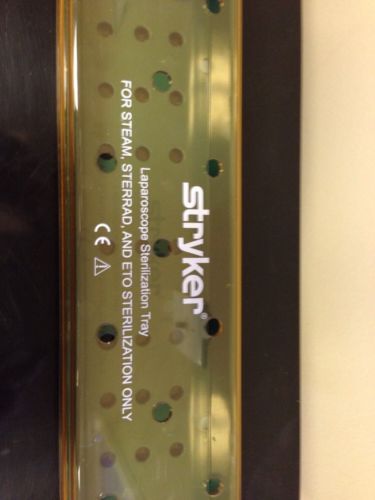 stryker®
Laparoscope Sterilization Tray
FOR STEAM, STERRAD, AND ETO STERILIZATION ONLY
CE